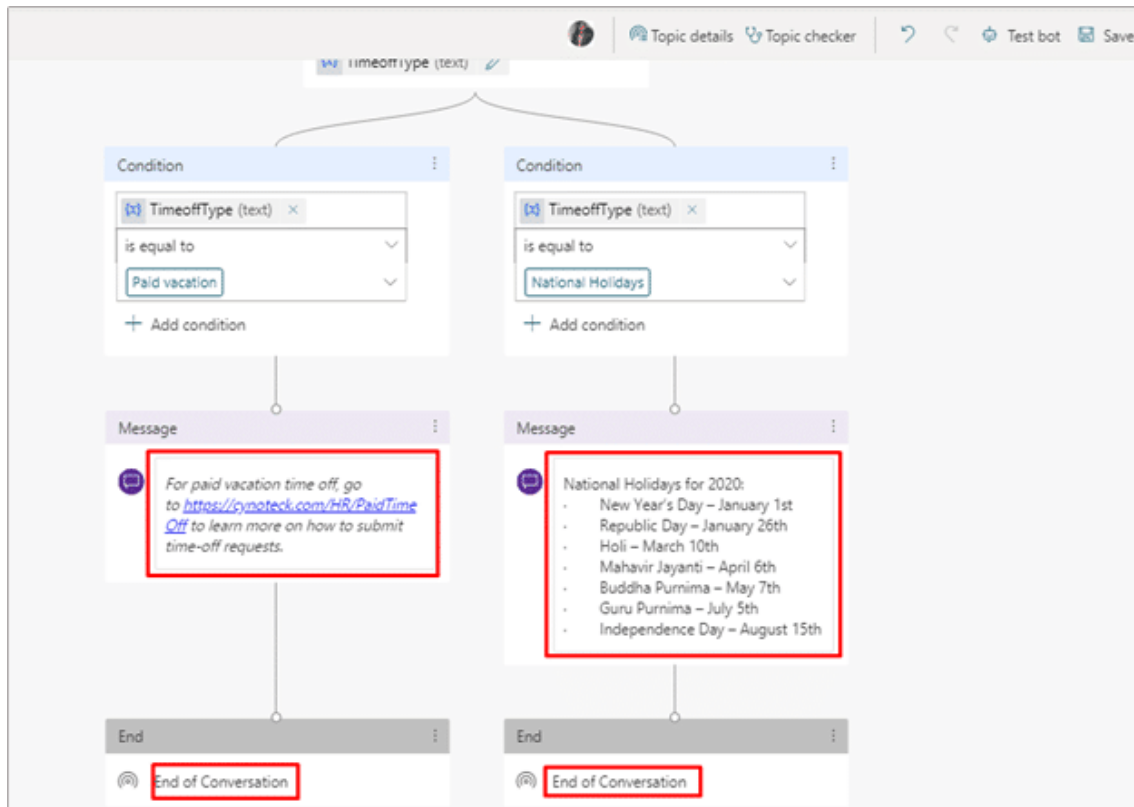 Topic details Topic checker Test bot Save
{x} TimeoffType (text)
Condition
{x} TimeoffType (text) ×
is equal to
Paid vacation
+ Add condition
Condition
{x} TimeoffType (text) ×
is equal to
National Holidays
+ Add condition
Message
For paid vacation time off, go
to https://cynoteck.com/HR/PaidTime
Off to learn more on how to submit
time-off requests.
Message
National Holidays for 2020:
· New Year's Day – January 1st
· Republic Day – January 26th
· Holi – March 10th
· Mahavir Jayanti – April 6th
· Buddha Purnima – May 7th
· Guru Purnima – July 5th
· Independence Day – August 15th
End
End of Conversation
End
End of Conversation